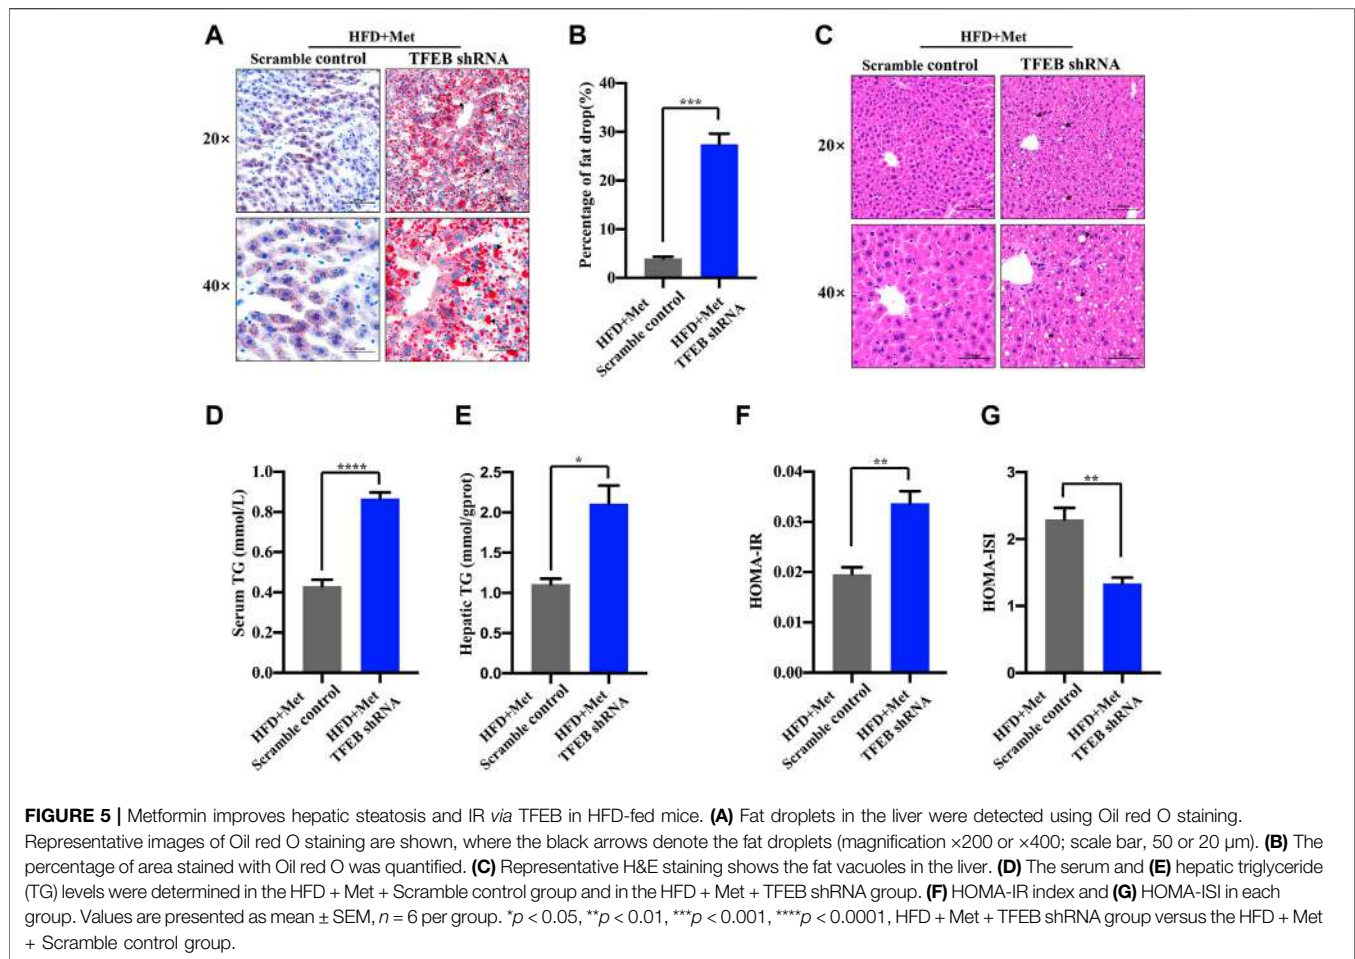 A
HFD+Met
Scramble control TFEB shRNA
20×
40×
B
Percentage of fat drop(%)
40
30
20
10
0
***
HFD+Met
Scramble control
HFD+Met
TFEB shRNA
C
HFD+Met
Scramble control TFEB shRNA
20×
40×
D
Serum TG (mmol/L)
1.0
0.8
0.6
0.4
0.2
0.0
****
HFD+Met
Scramble control
HFD+Met
TFEB shRNA
E
Hepatic TG (mmol/gprot)
2.5
2.0
1.5
1.0
0.5
0.0
*
HFD+Met
Scramble control
HFD+Met
TFEB shRNA
F
HOMA-IR
0.04
0.03
0.02
0.01
0.00
**
HFD+Met
Scramble control
HFD+Met
TFEB shRNA
G
HOMA-ISI
3
2
1
0
**
HFD+Met
Scramble control
HFD+Met
TFEB shRNA
FIGURE 5 | Metformin improves hepatic steatosis and IR via TFEB in HFD-fed mice. (A) Fat droplets in the liver were detected using Oil red O staining.
Representative images of Oil red O staining are shown, where the black arrows denote the fat droplets (magnification ×200 or ×400; scale bar, 50 or 20 μm). (B) The
percentage of area stained with Oil red O was quantified. (C) Representative H&E staining shows the fat vacuoles in the liver. (D) The serum and (E) hepatic triglyceride
(TG) levels were determined in the HFD + Met + Scramble control group and in the HFD + Met + TFEB shRNA group. (F) HOMA-IR index and (G) HOMA-ISI in each
group. Values are presented as mean ± SEM, n = 6 per group. *p < 0.05, **p < 0.01, ***p < 0.001, ****p < 0.0001, HFD + Met + TFEB shRNA group versus the HFD + Met
+ Scramble control group.